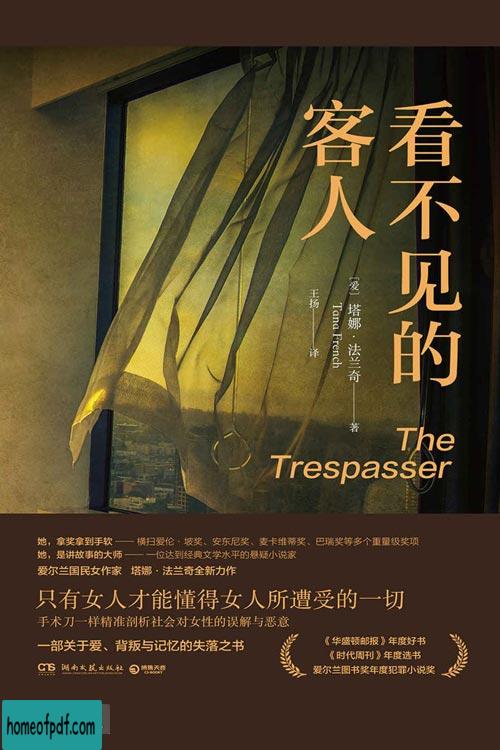 看不见的
客人
[爱]塔娜·法兰奇——著
Tana French
王扬——译
The
Trespasser
她，拿奖拿到手软——横扫爱伦·坡奖、安东尼奖、麦卡维蒂奖、巴瑞奖等多个重量级奖项
她，是讲故事的大师——一位达到经典文学水平的悬疑小说家
爱尔兰国民女作家 塔娜·法兰奇全新力作
只有女人才能懂得女人所遭受的一切
手术刀一样精准剖析社会对女性的误解与恶意
一部关于爱、背叛与记忆的失落之书
《华盛顿邮报》年度好书
《时代周刊》年度选书
爱尔兰图书奖年度犯罪小说奖
湖南文艺出版社
博集天卷
CS-BOOKY
homeofpdf.com